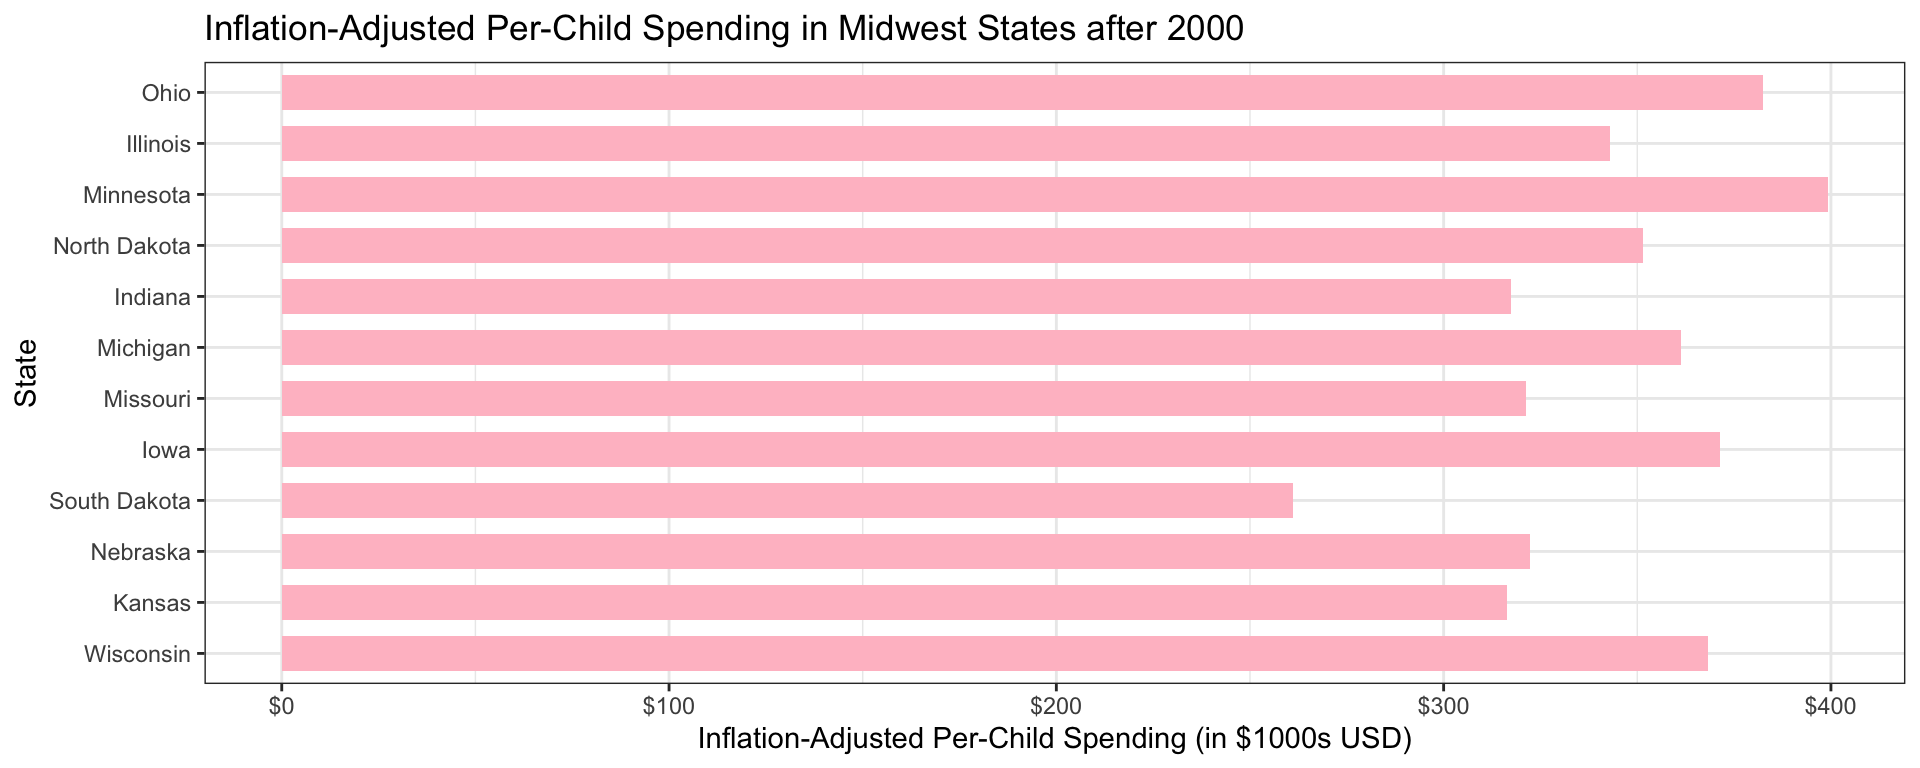 Inflation-Adjusted Per-Child Spending in Midwest States after 2000
State
Ohio
Illinois
Minnesota
North Dakota
Indiana
Michigan
Missouri
Iowa
South Dakota
Nebraska
Kansas
Wisconsin
$0 $100 $200 $300 $400
Inflation-Adjusted Per-Child Spending (in $1000s USD)